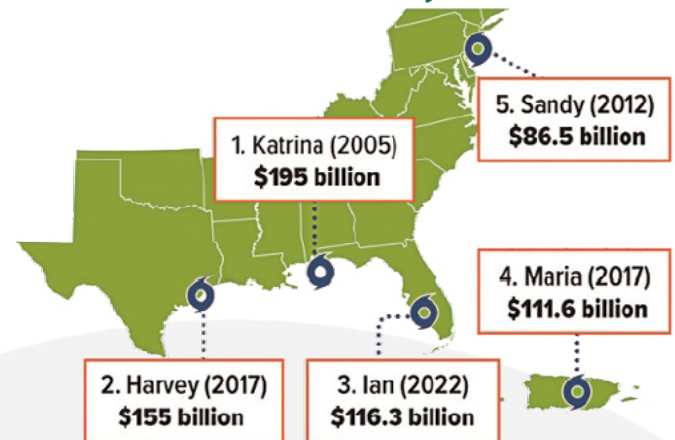 1. Katrina (2005)
$195 billion
5. Sandy (2012)
$86.5 billion
4. Maria (2017)
$111.6 billion
2. Harvey (2017)
$155 billion
3. Ian (2022)
$116.3 billion